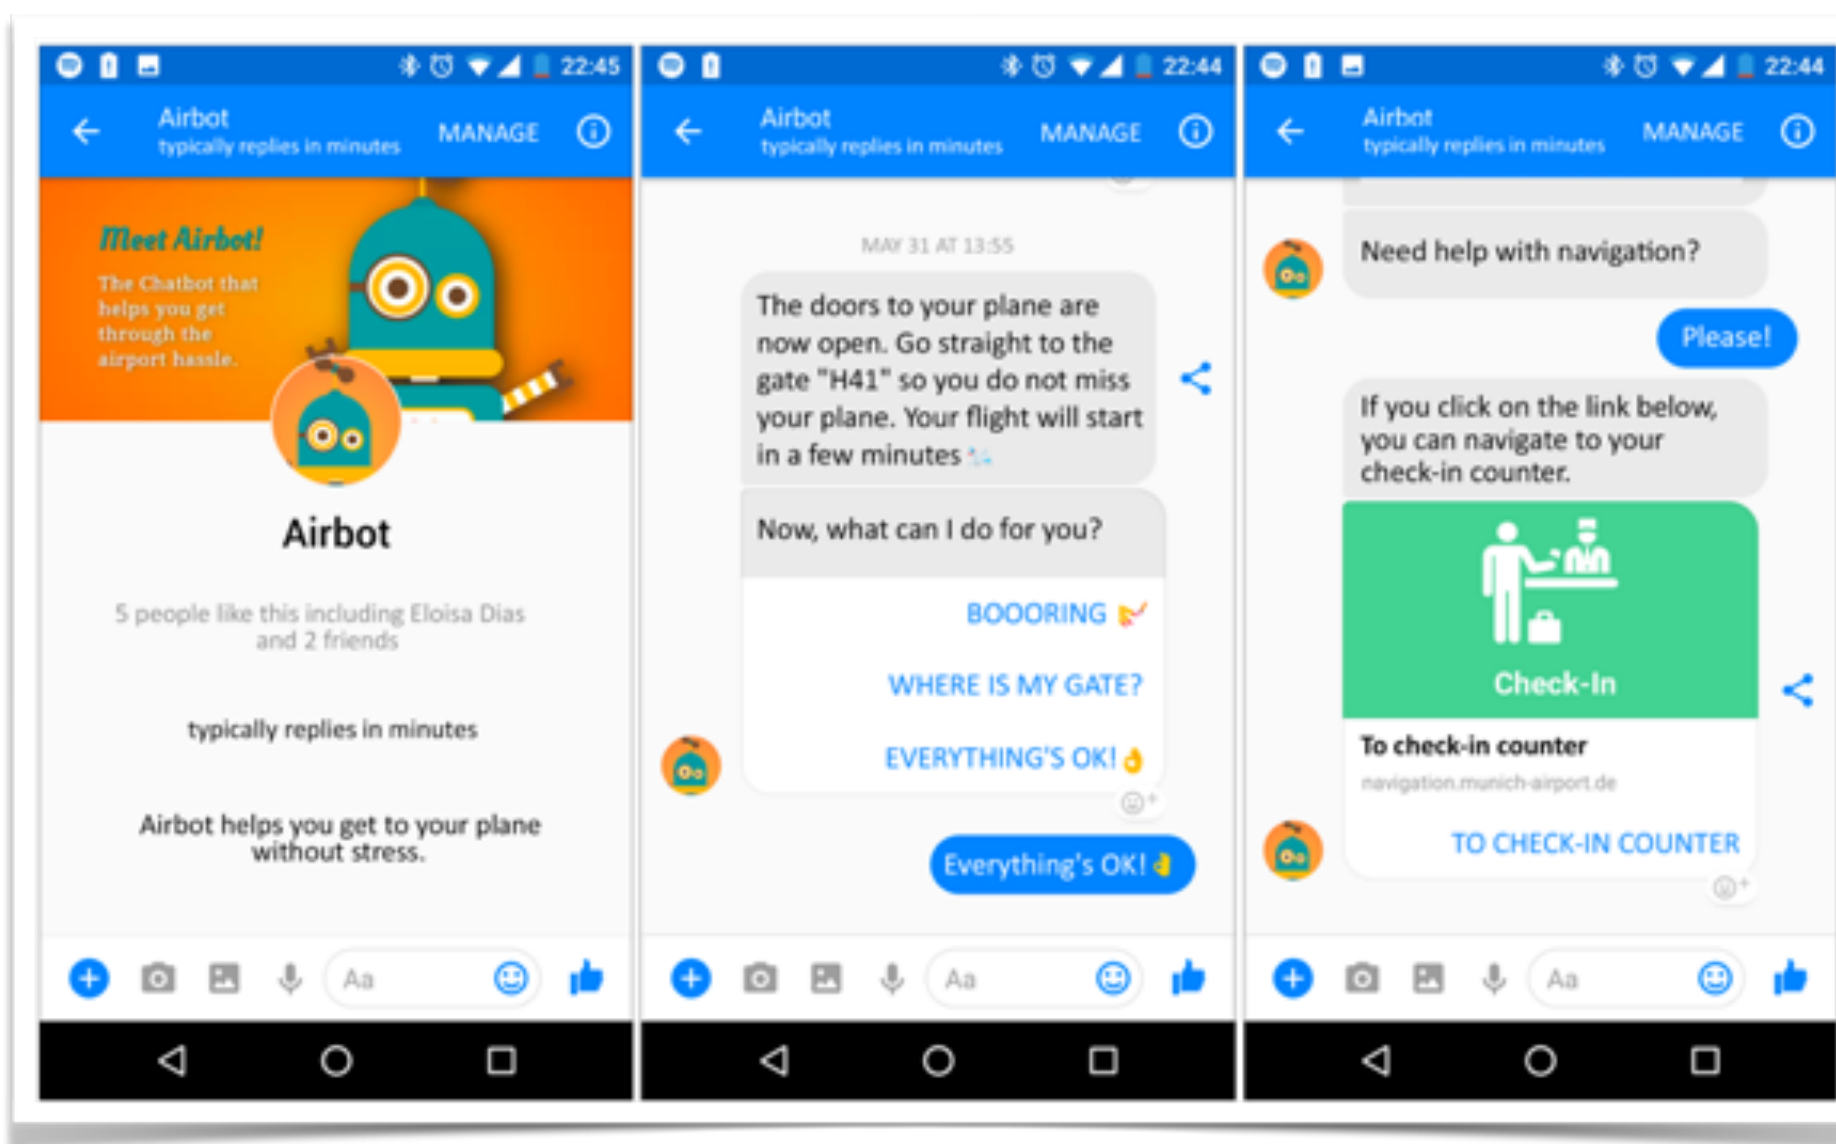 22:45
Airbot
typically replies in minutes
MANAGE
Meet Airbot!
The Chatbot that
helps you get
through the
airport hassle.
Airbot
5 people like this including Eloisa Dias
and 2 friends
typically replies in minutes
Airbot helps you get to your plane
without stress.
Aa
22:44
Airbot
typically replies in minutes
MANAGE
MAY 31 AT 13:55
The doors to your plane are
now open. Go straight to the
gate "H41" so you do not miss
your plane. Your flight will start
in a few minutes
Now, what can I do for you?
BOOORING
WHERE IS MY GATE?
EVERYTHING'S OK! 👌
Everything's OK! 👌
Aa
22:44
Airbot
typically replies in minutes
MANAGE
Need help with navigation?
Please!
If you click on the link below,
you can navigate to your
check-in counter.
Check-In
To check-in counter
navigation.munich-airport.de
TO CHECK-IN COUNTER
Aa